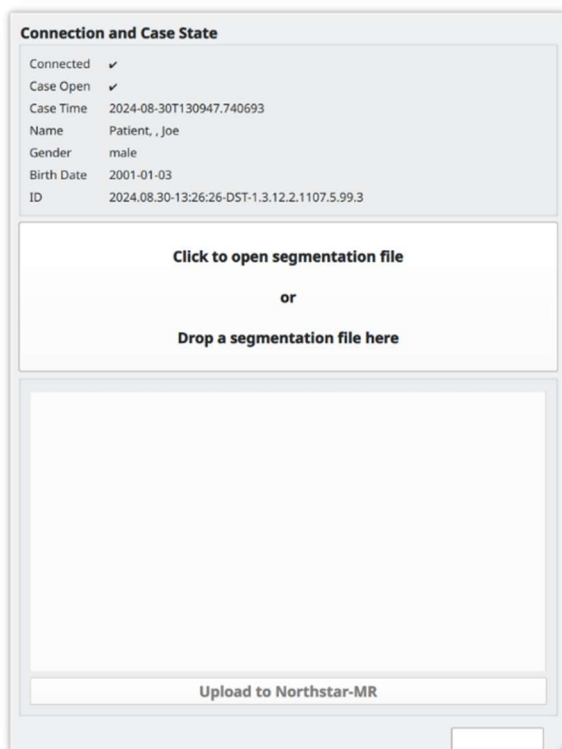 Connection and Case State
Connected ✔
Case Open ✔
Case Time 2024-08-30T130947.740693
Name Patient, , Joe
Gender male
Birth Date 2001-01-03
ID 2024.08.30-13:26:26-DST-1.3.12.2.1107.5.99.3
Click to open segmentation file
or
Drop a segmentation file here
Upload to Northstar-MR